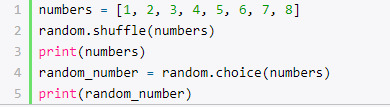 1 numbers = [1, 2, 3, 4, 5, 6, 7, 8]
2 random.shuffle(numbers)
3 print(numbers)
4 random_number = random.choice(numbers)
5 print(random_number)